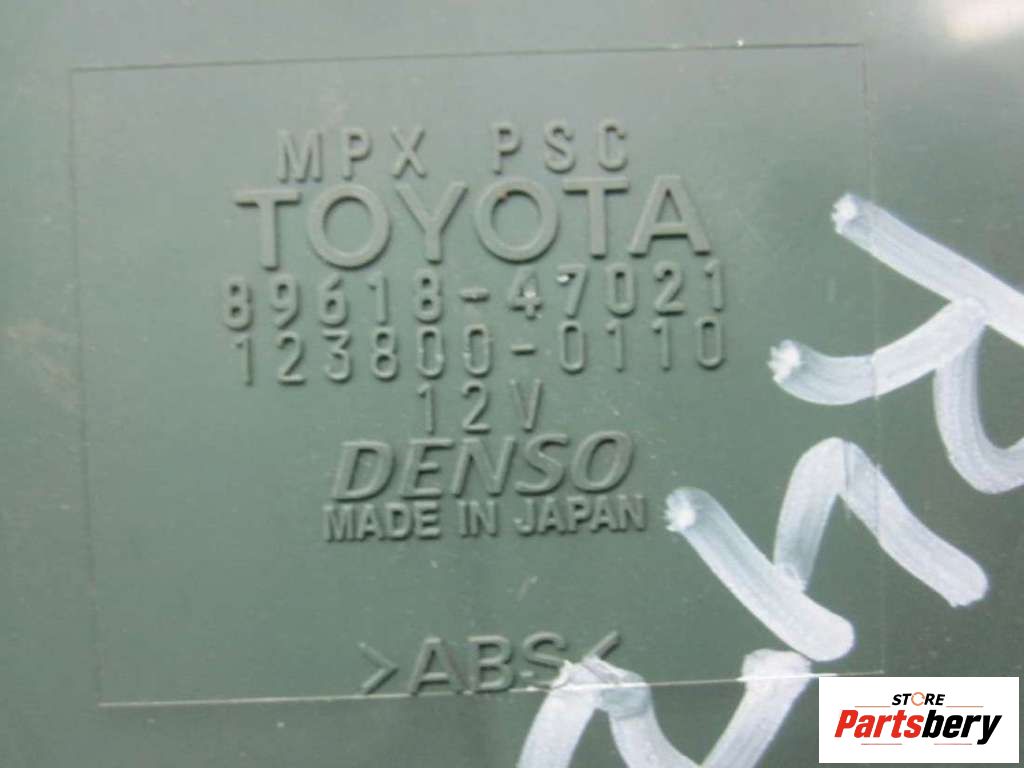 MPX PSC
TOYOTA
89618-47021
123800-0110
12V
DENSO
MADE IN JAPAN
>ABS<
STORE
Partsbery